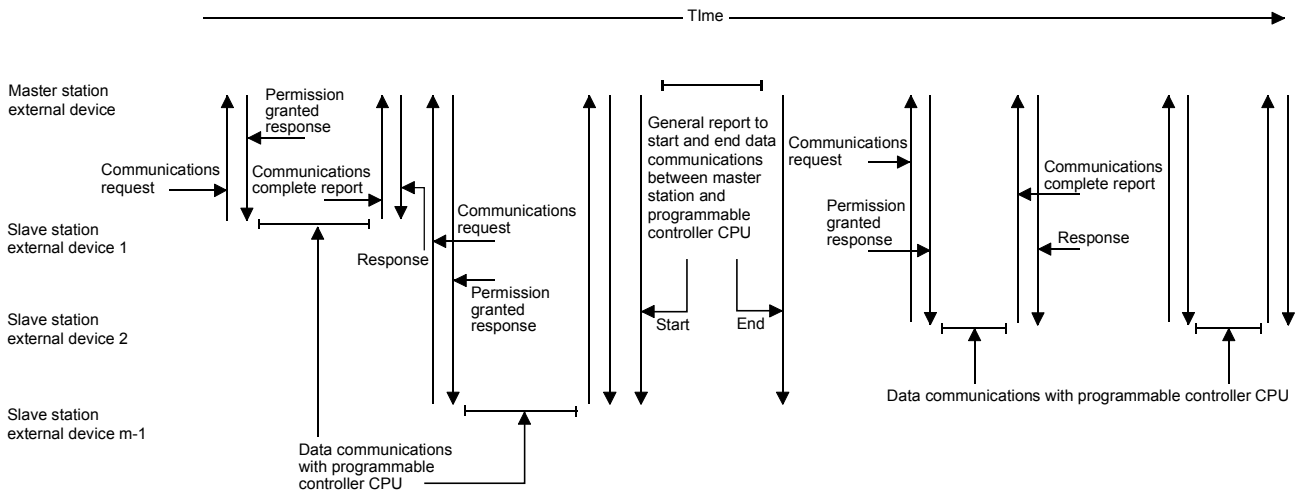 TIme
Master station
external device
Permission
granted
response
Communications
request
Communications
complete report
Slave station
external device 1
Response
Communications
request
Permission
granted
response
General report to
start and end data
communications
between master
station and
programmable
controller CPU
Start
End
Communications
request
Permission
granted
response
Communications
complete report
Response
Slave station
external device 2
Data communications with programmable controller CPU
Slave station
external device m-1
Data communications
with programmable
controller CPU